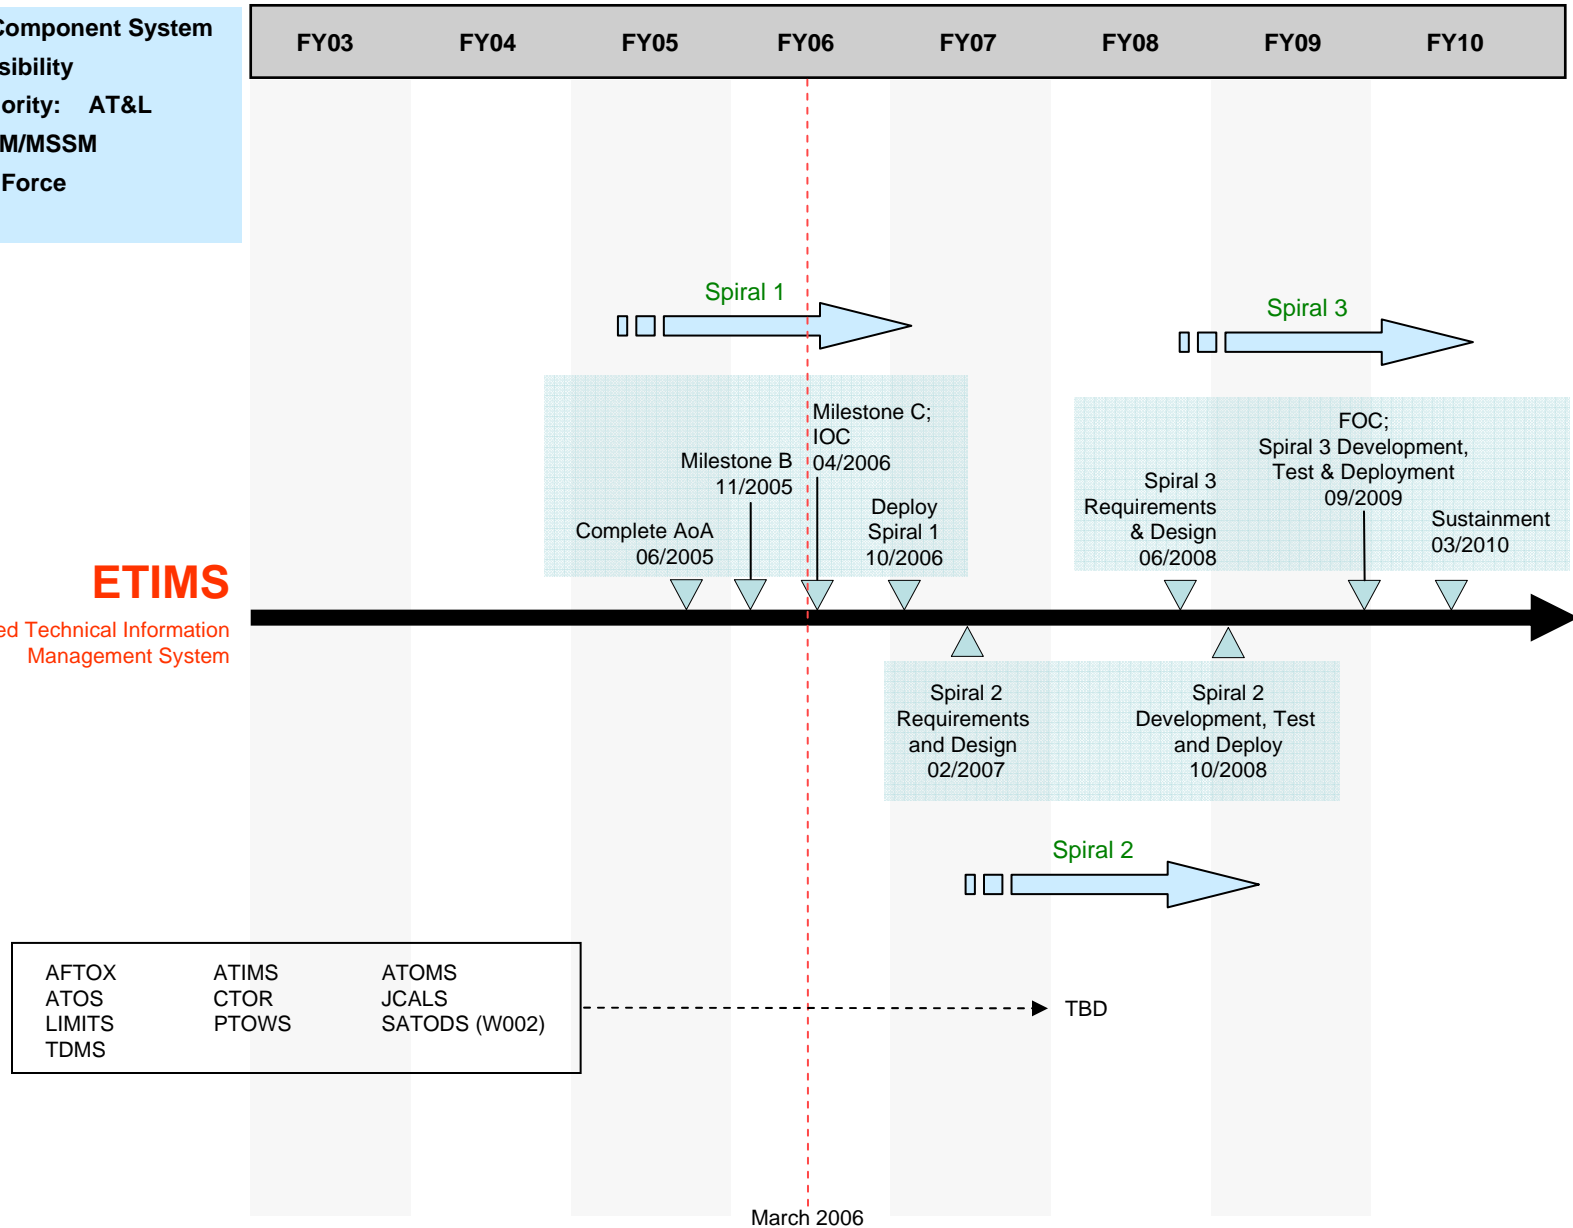 Component System
sibility
ority: AT&L
M/MSSM
Force
FY03 FY04 FY05 FY06 FY07 FY08 FY09 FY10
Spiral 1
Spiral 3
Complete AoA
06/2005
Milestone B
11/2005
Milestone C;
IOC
04/2006
Deploy
Spiral 1
10/2006
Spiral 3
Requirements
& Design
06/2008
FOC;
Spiral 3 Development,
Test & Deployment
09/2009
Sustainment
03/2010
ETIMS
ed Technical Information
Management System
Spiral 2
Requirements
and Design
02/2007
Spiral 2
Development, Test
and Deploy
10/2008
Spiral 2
AFTOX ATIMS ATOMS
ATOS CTOR JCALS
LIMITS PTOWS SATODS (W002)
TDMS
TBD
March 2006